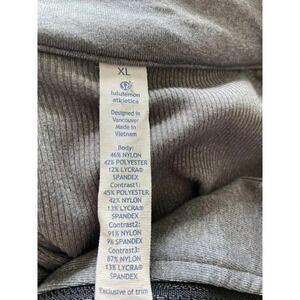 XL
lululemon
athletica
Designed in
Vancouver
Made in
Vietnam
Body:
46% NYLON
42% POLYESTER
12% LYCRA®
SPANDEX
Contrast1:
45% POLYESTER
42% NYLON
13% LYCRA®
SPANDEX
Contrast2:
91% NYLON
9% SPANDEX
Contrast3:
87% NYLON
13% LYCRA®
SPANDEX
Exclusive of trim